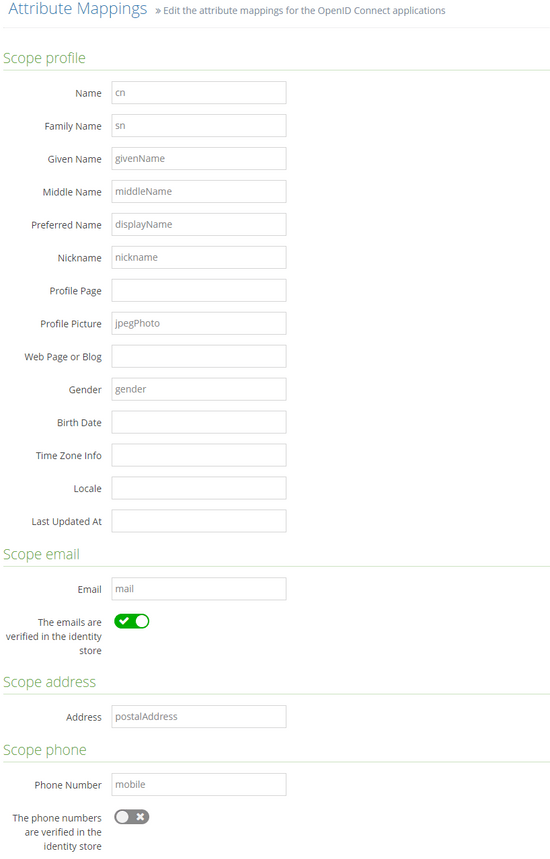 Attribute Mappings » Edit the attribute mappings for the OpenID Connect applications
Scope profile
Name cn
Family Name sn
Given Name givenName
Middle Name middleName
Preferred Name displayName
Nickname nickname
Profile Page
Profile Picture jpegPhoto
Web Page or Blog
Gender gender
Birth Date
Time Zone Info
Locale
Last Updated At
Scope email
Email mail
The emails are
verified in the identity
store
Scope address
Address postalAddress
Scope phone
Phone Number mobile
The phone numbers
are verified in the
identity store